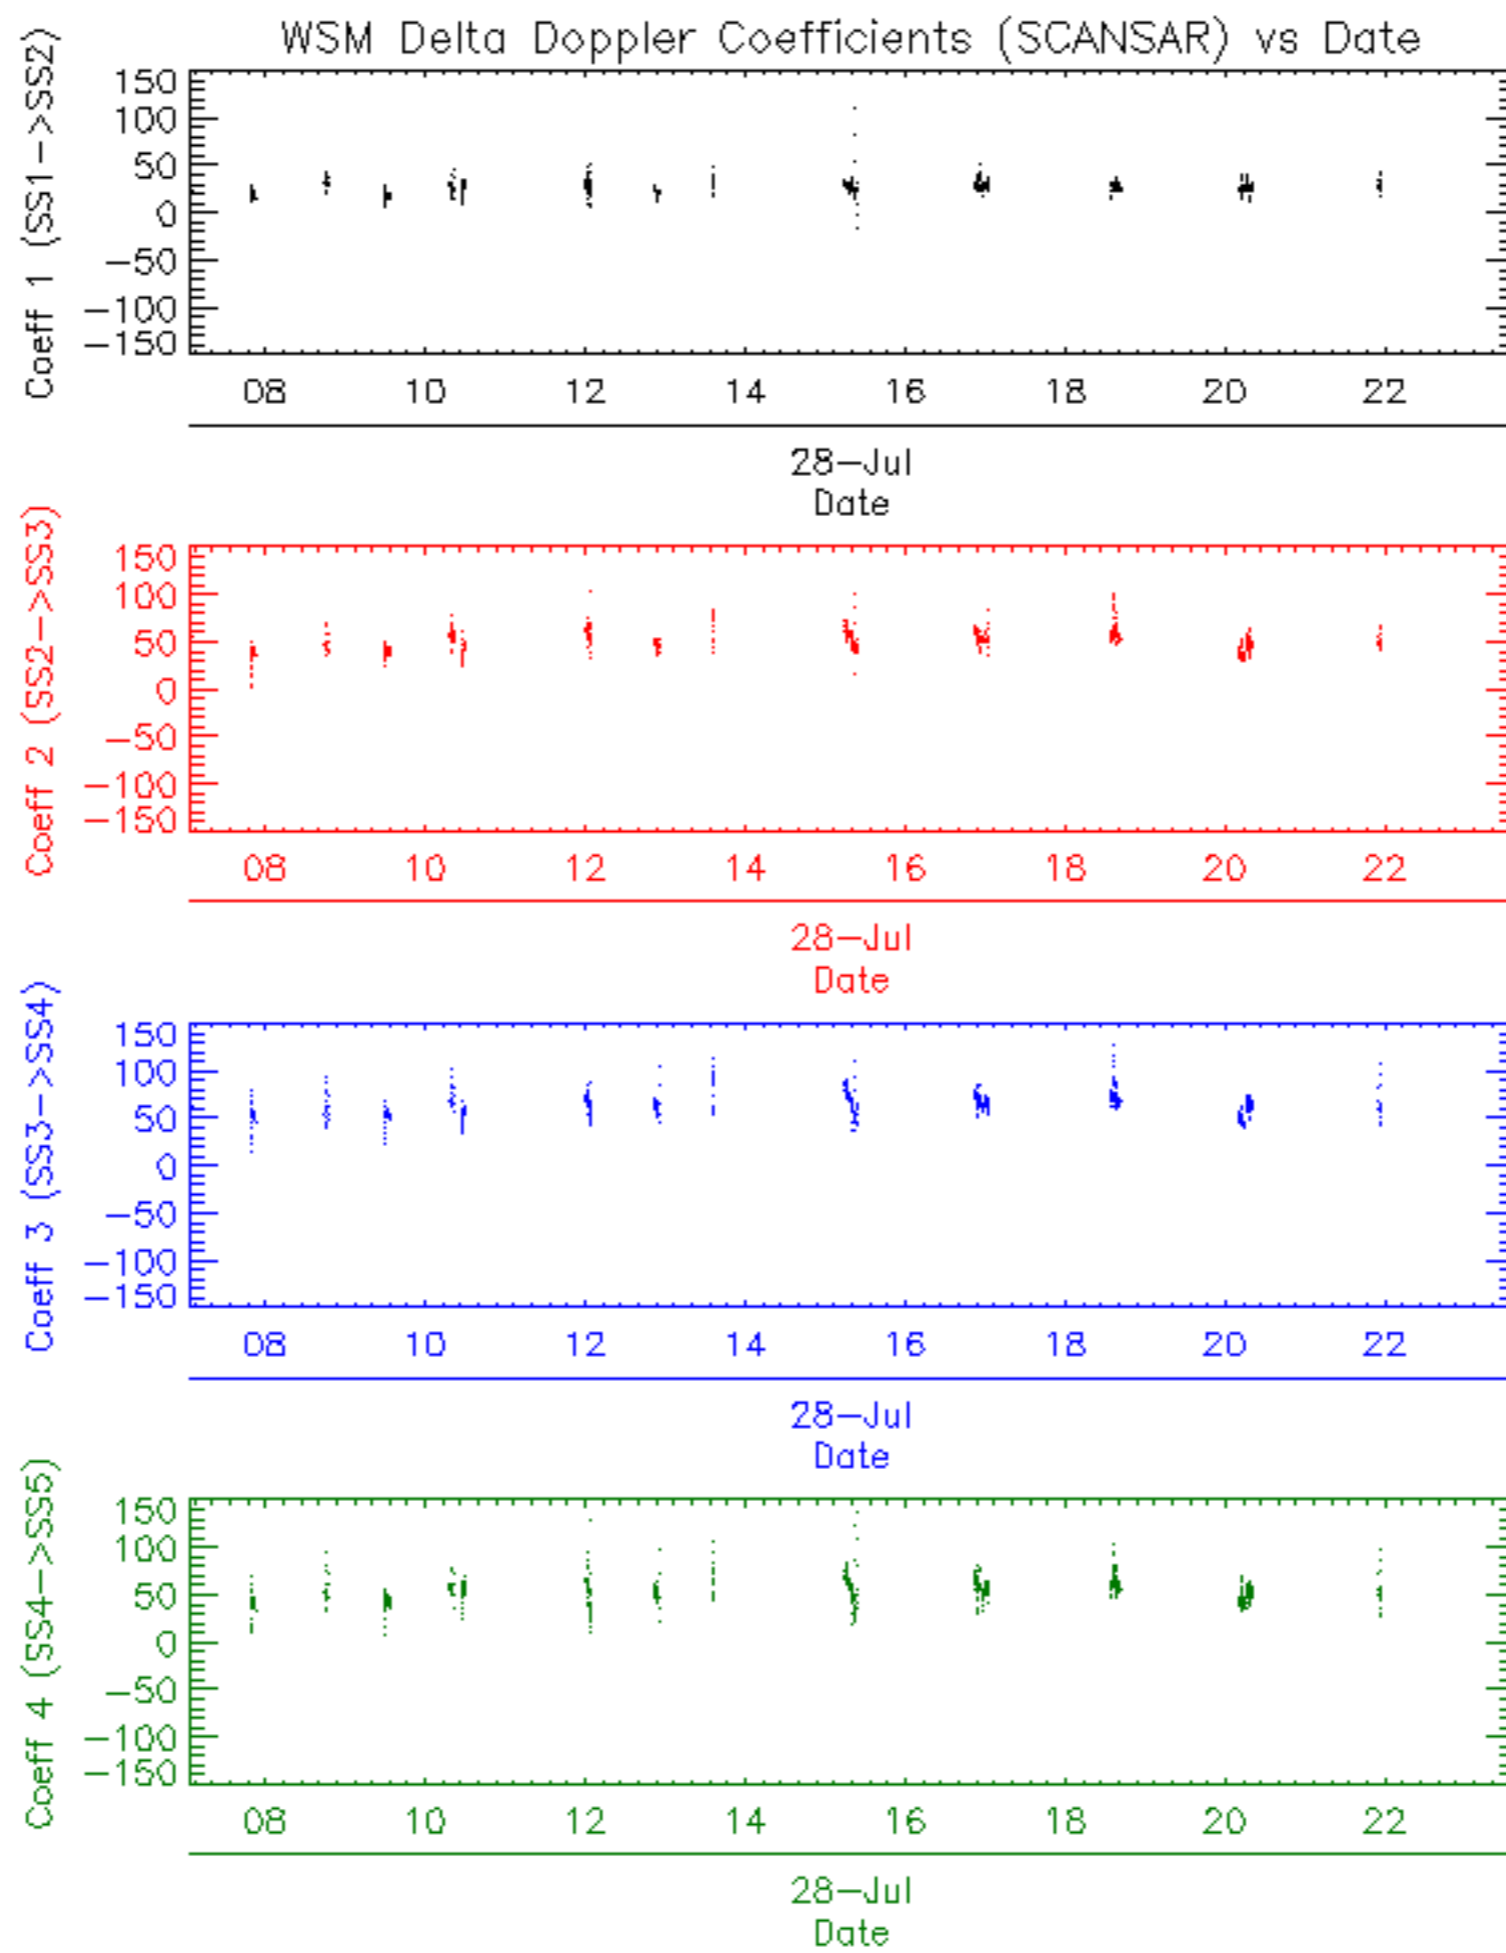 WSM Delta Doppler Coefficients (SCANSAR) vs Date
Coeff 1 (SS1->SS2)
150
100
50
0
-50
-100
-150
08 10 12 14 16 18 20 22
28-Jul
Date
Coeff 2 (SS2->SS3)
150
100
50
0
-50
-100
-150
08 10 12 14 16 18 20 22
28-Jul
Date
Coeff 3 (SS3->SS4)
150
100
50
0
-50
-100
-150
08 10 12 14 16 18 20 22
28-Jul
Date
Coeff 4 (SS4->SS5)
150
100
50
0
-50
-100
-150
08 10 12 14 16 18 20 22
28-Jul
Date